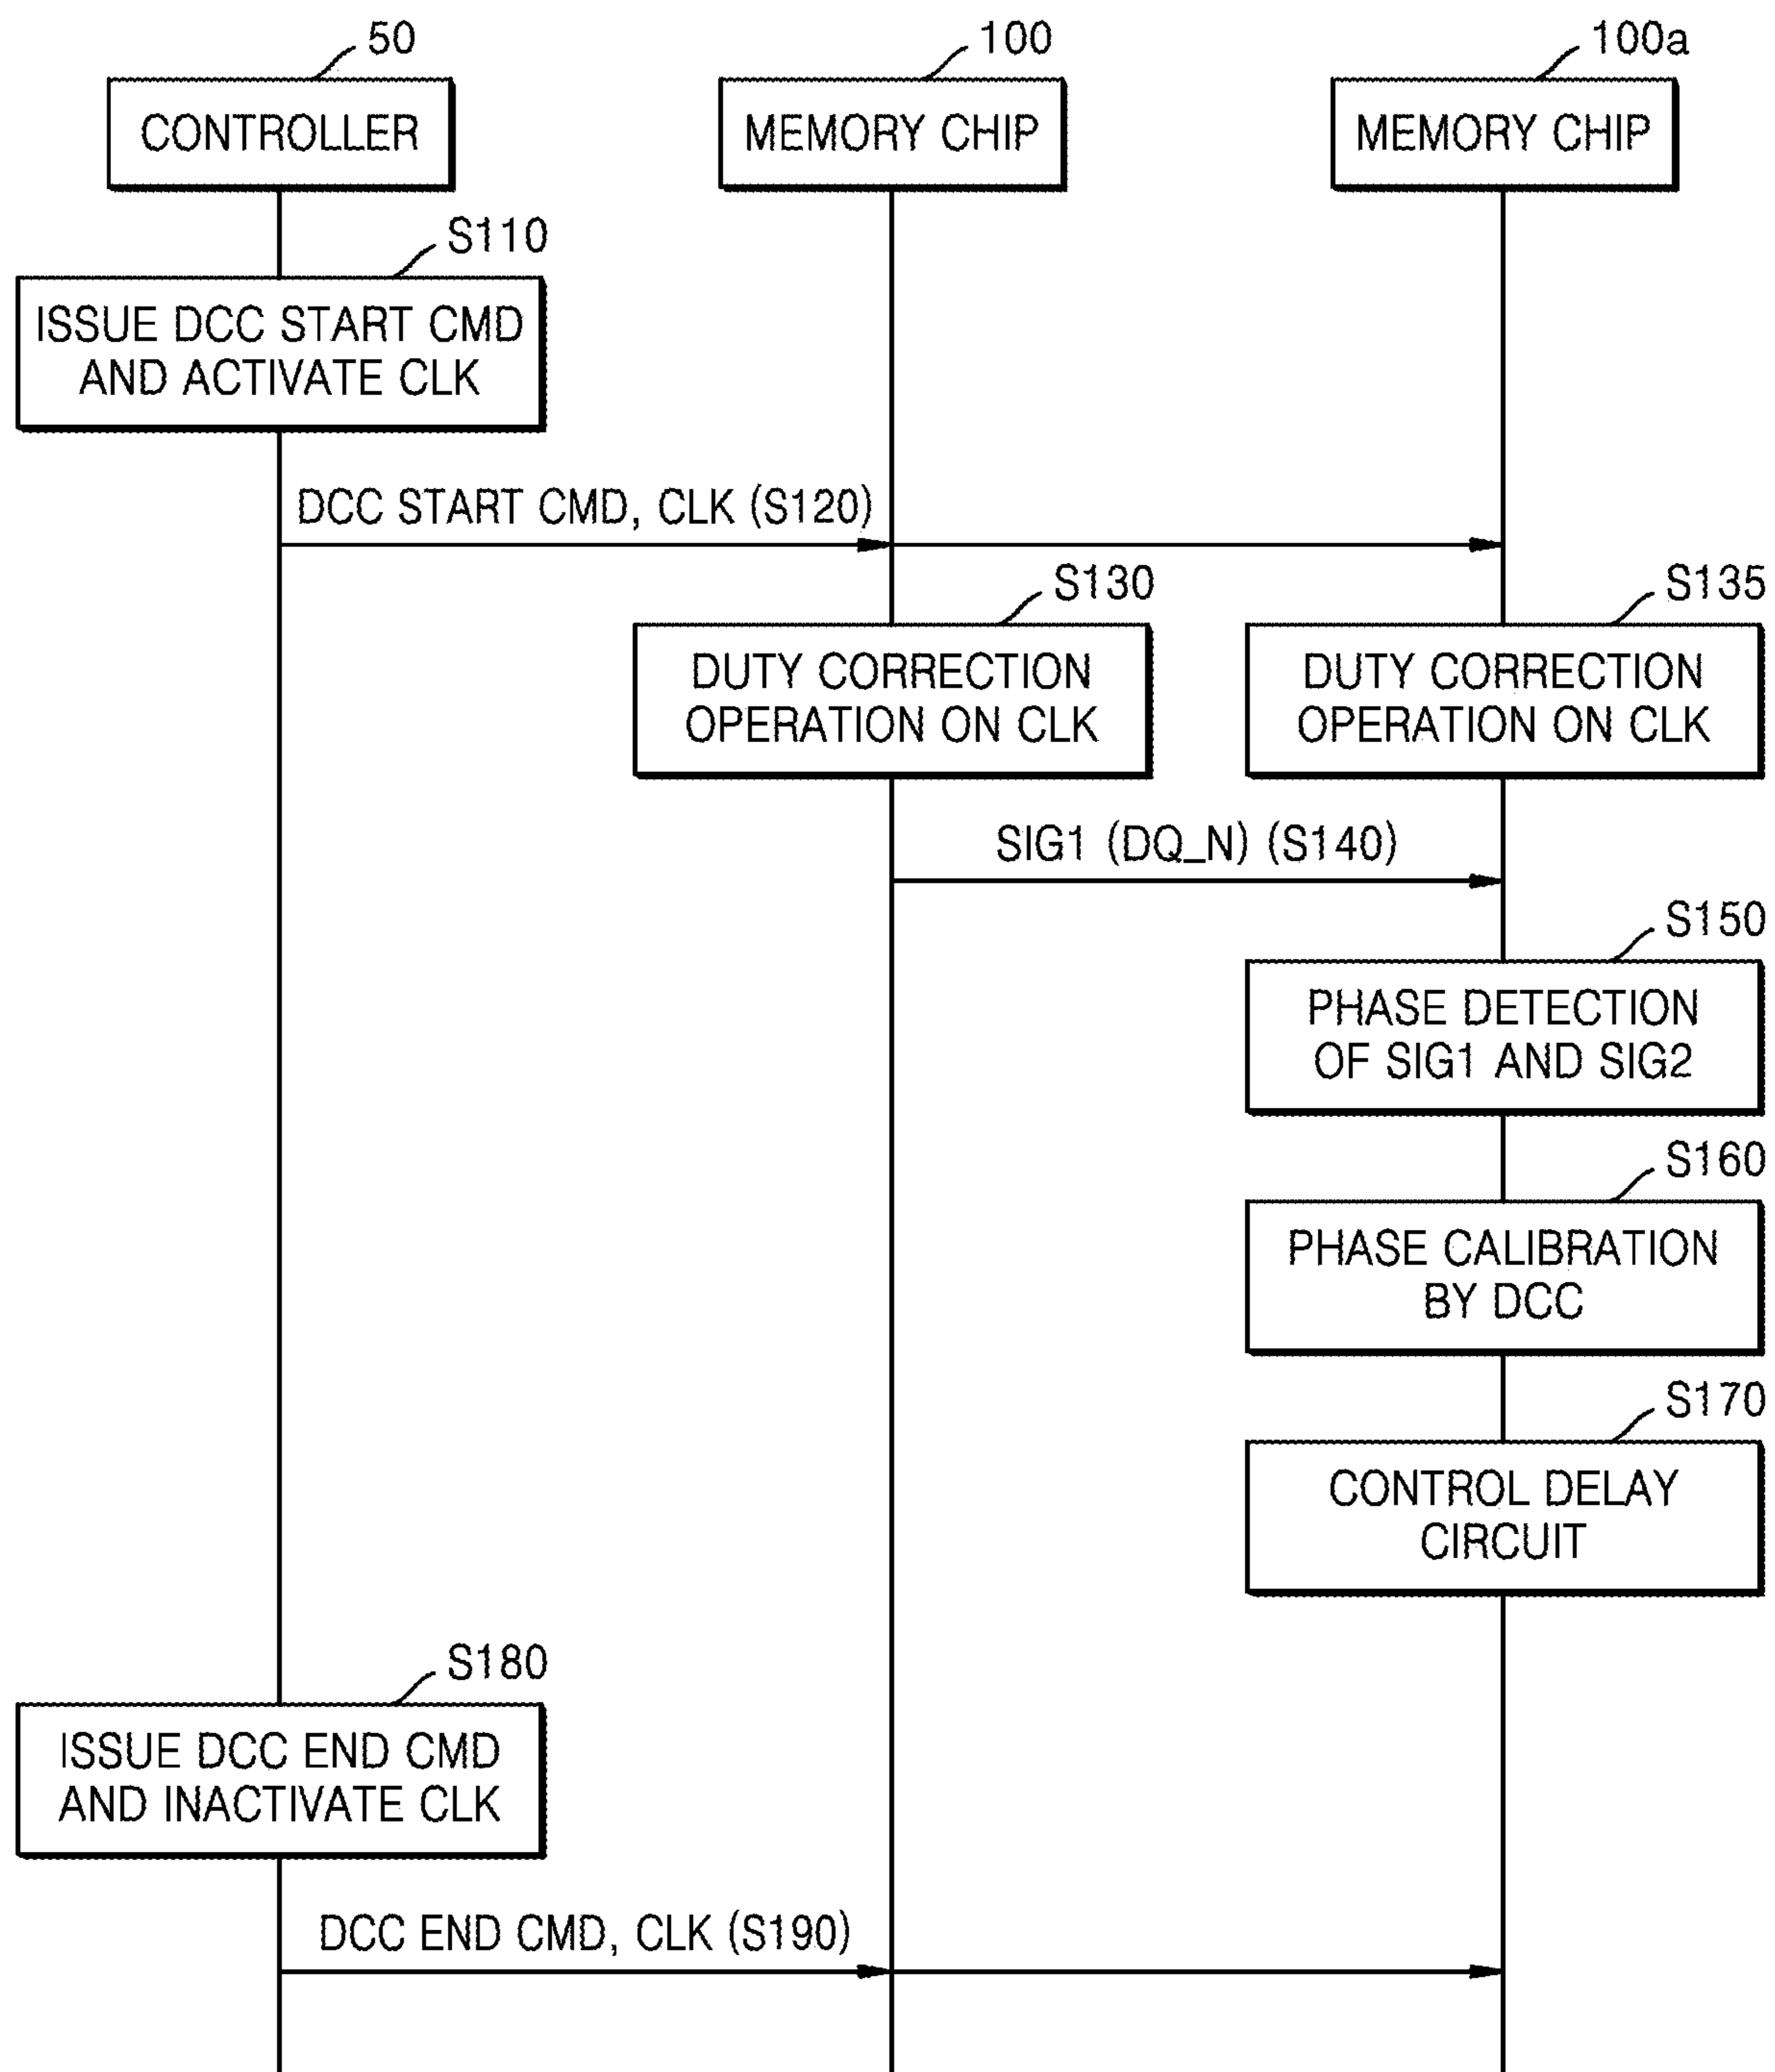 50
100
100a
CONTROLLER
MEMORY CHIP
MEMORY CHIP
S110
ISSUE DCC START CMD
AND ACTIVATE CLK
DCC START CMD, CLK (S120)
S130
S135
DUTY CORRECTION
OPERATION ON CLK
DUTY CORRECTION
OPERATION ON CLK
SIG1 (DQ_N) (S140)
S150
PHASE DETECTION
OF SIG1 AND SIG2
S160
PHASE CALIBRATION
BY DCC
S170
CONTROL DELAY
CIRCUIT
S180
ISSUE DCC END CMD
AND INACTIVATE CLK
DCC END CMD, CLK (S190)